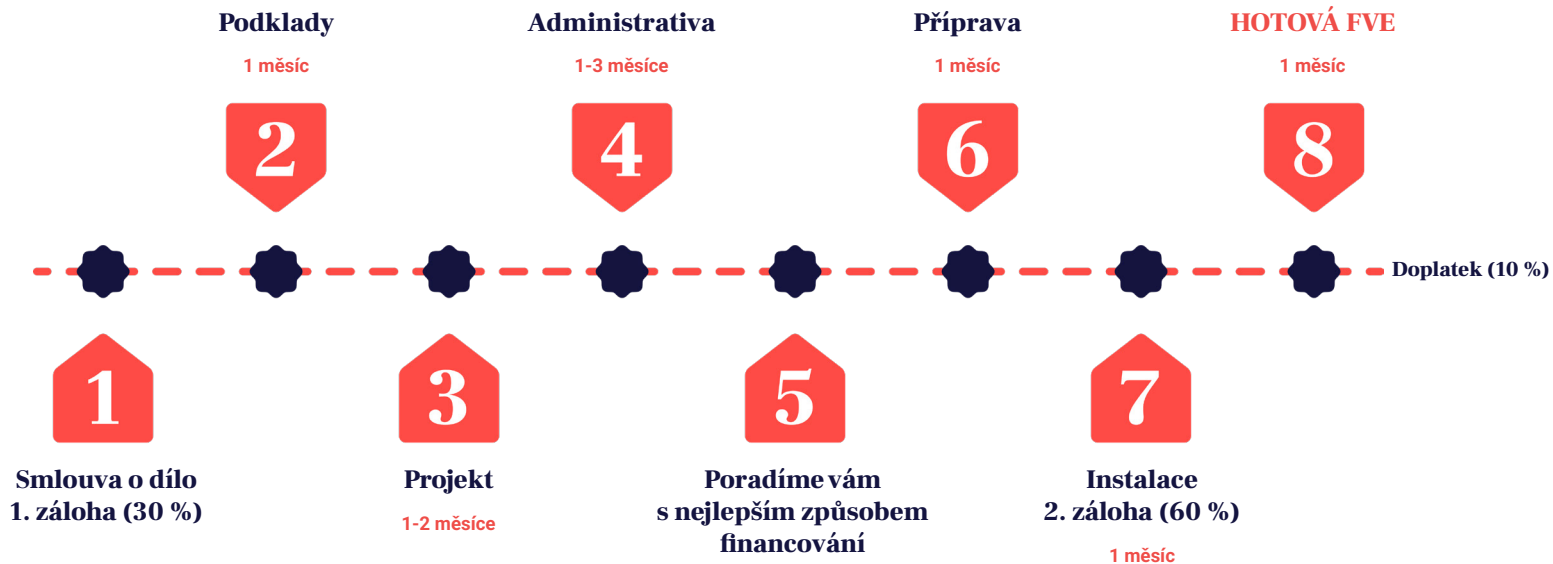 Podklady
1 měsíc
2
Administrativa
1-3 měsíce
4
Příprava
1 měsíc
6
HOTOVÁ FVE
1 měsíc
8
Doplatek (10 %)
1
Smlouva o dílo
1. záloha (30 %)
3
Projekt
1-2 měsíce
5
Poradíme vám
s nejlepším způsobem
financování
7
Instalace
2. záloha (60 %)
1 měsíc